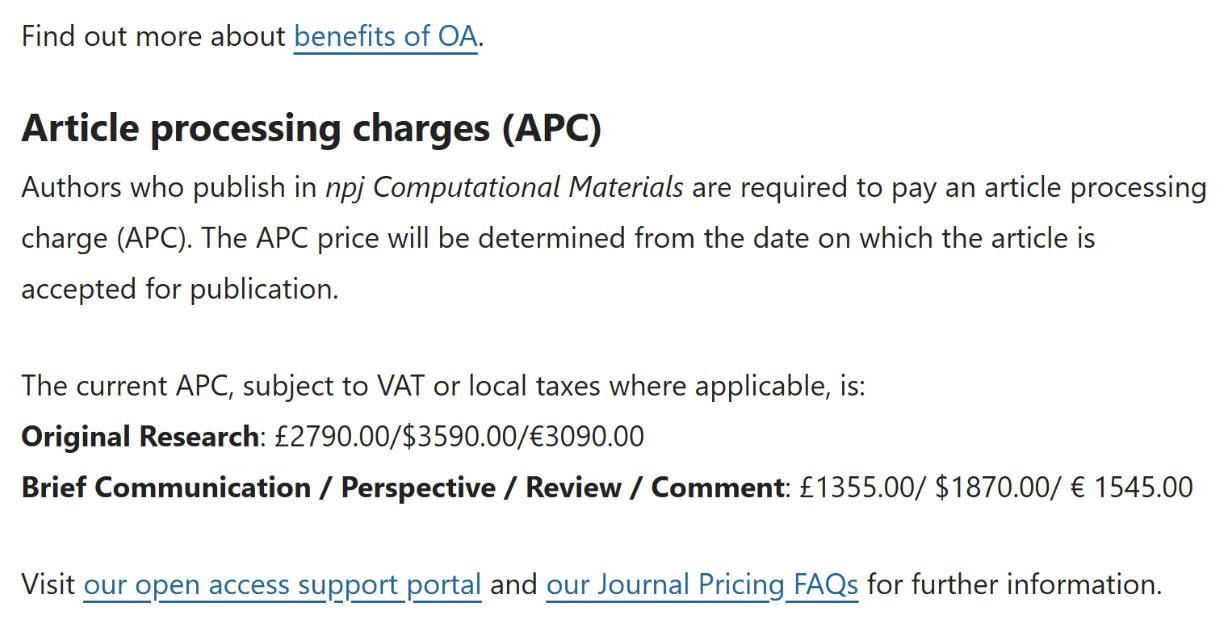 Find out more about benefits of OA.
Article processing charges (APC)
Authors who publish in npj Computational Materials are required to pay an article processing
charge (APC). The APC price will be determined from the date on which the article is
accepted for publication.
The current APC, subject to VAT or local taxes where applicable, is:
Original Research: £2790.00/$3590.00/€3090.00
Brief Communication / Perspective / Review / Comment: £1355.00/ $1870.00/ € 1545.00
Visit our open access support portal and our Journal Pricing FAQs for further information.